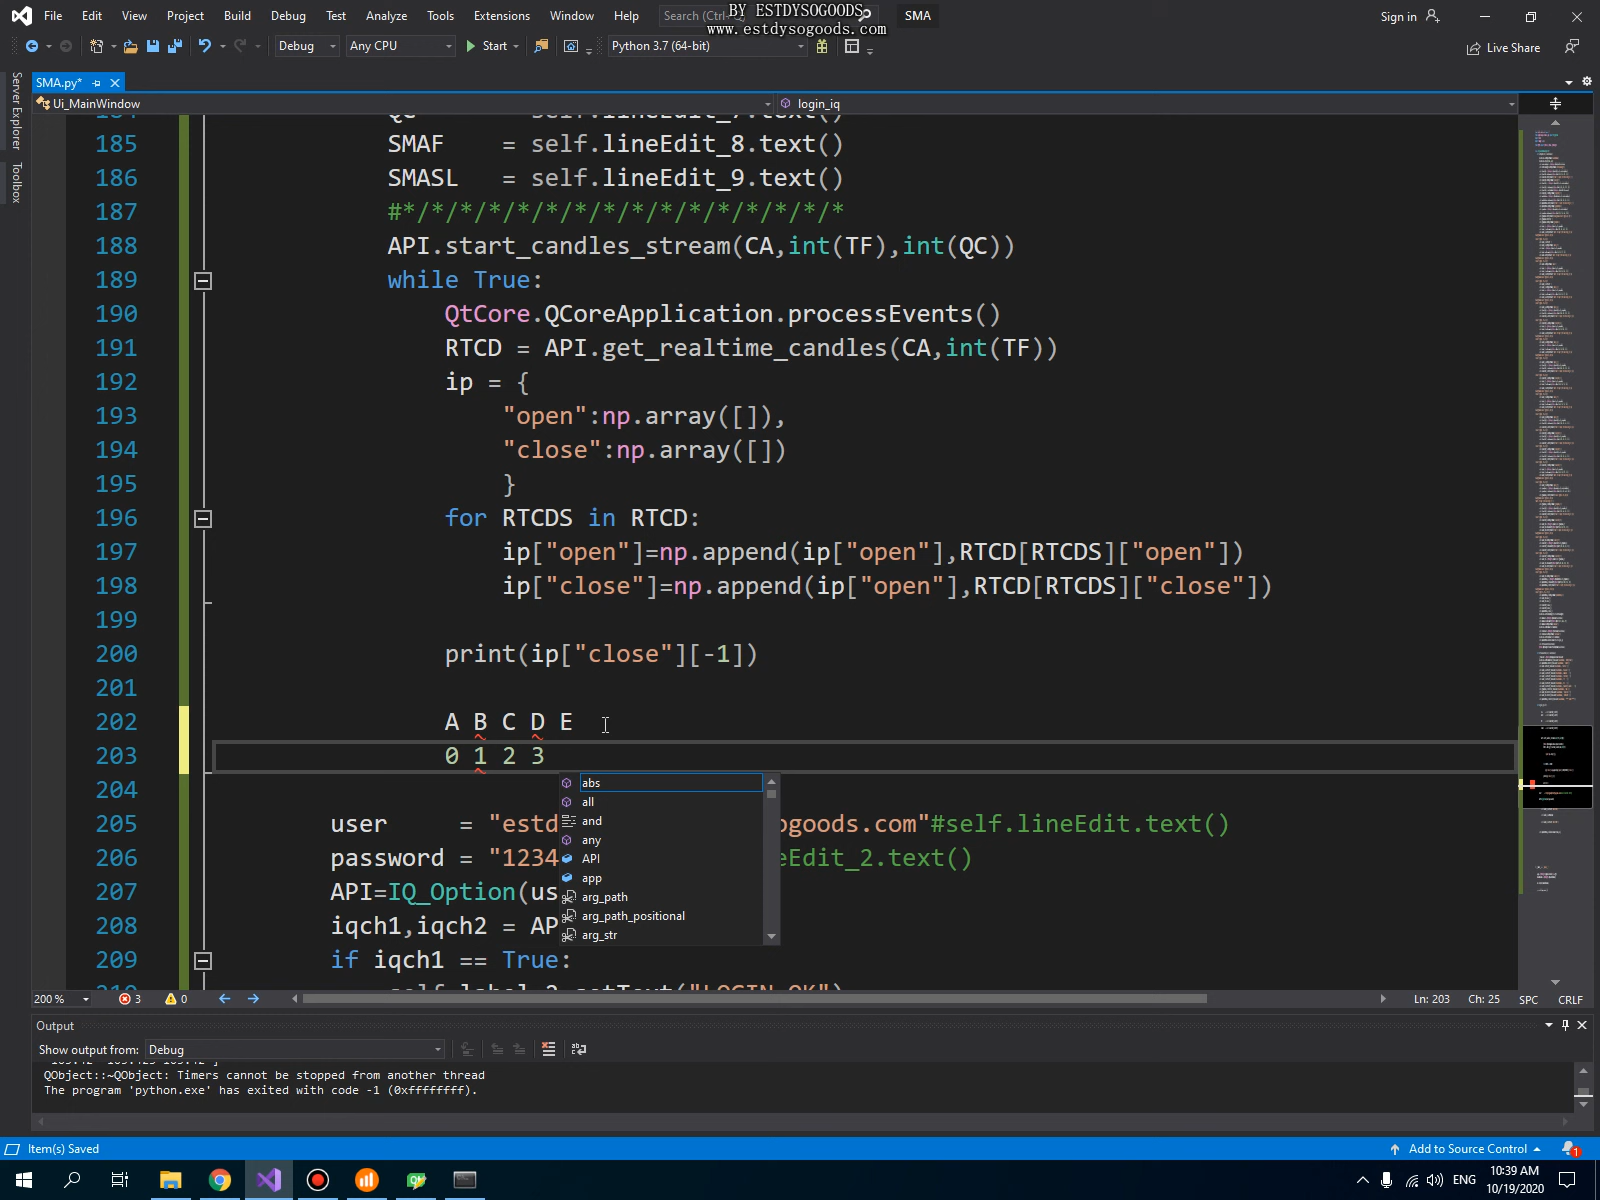 File Edit View Project Build Debug Test Analyze Tools Extensions Window Help Search (Ctrl- SMA Sign in
BY ESTDYSOGOODS
www.estdysogoods.com
Debug Any CPU Start Python 3.7 (64-bit) Live Share
Server Explorer
Toolbox
SMA.py*
Ui_MainWindow login_iq
185 SMAF = self.lineEdit_8.text()
186 SMASL = self.lineEdit_9.text()
187 #*/*/*/*/*/*/*/*/*/*/*/*/*/*/*/*
188 API.start_candles_stream(CA,int(TF),int(QC))
189 while True:
190 QtCore.QCoreApplication.processEvents()
191 RTCD = API.get_realtime_candles(CA,int(TF))
192 ip = {
193 "open":np.array([]),
194 "close":np.array([])
195 }
196 for RTCDS in RTCD:
197 ip["open"]=np.append(ip["open"],RTCD[RTCDS]["open"])
198 ip["close"]=np.append(ip["open"],RTCD[RTCDS]["close"])
199
200 print(ip["close"][-1])
201
202 A B C D E
203 0 1 2 3
204
abs
all
and
any
API
app
arg_path
arg_path_positional
arg_str
205 user = "estd ogoods.com"#self.lineEdit.text()
206 password = "1234 eEdit_2.text()
207 API=IQ_Option(us
208 iqch1,iqch2 = AP
209 if iqch1 == True:
200 % 3 0 Ln: 203 Ch: 25 SPC CRLF
Output
Show output from: Debug
QObject::~QObject: Timers cannot be stopped from another thread
The program 'python.exe' has exited with code -1 (0xffffffff).
Item(s) Saved Add to Source Control 1
ENG 10:39 AM
10/19/2020